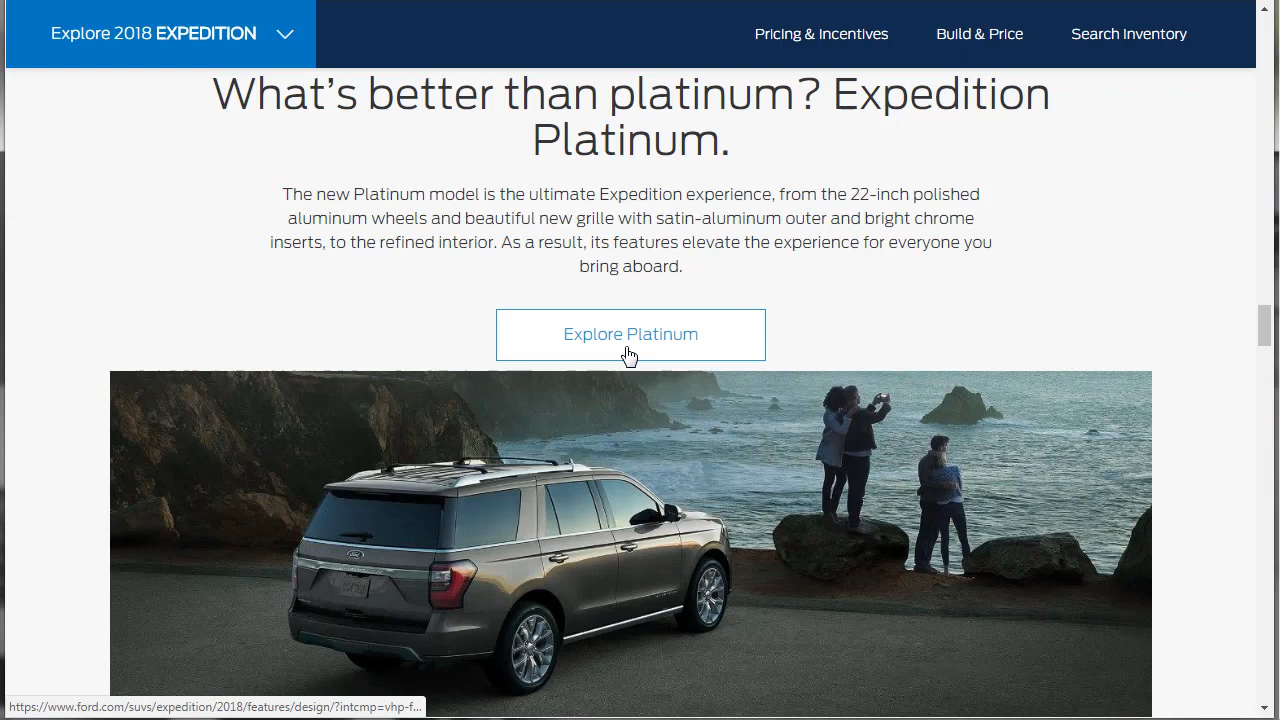 Explore 2018 EXPEDITION
Pricing & Incentives
Build & Price
Search Inventory
What’s better than platinum? Expedition
Platinum.
The new Platinum model is the ultimate Expedition experience, from the 22-inch polished
aluminum wheels and beautiful new grille with satin-aluminum outer and bright chrome
inserts, to the refined interior. As a result, its features elevate the experience for everyone you
bring aboard.
Explore Platinum
Ford
https://www.ford.com/suvs/expedition/2018/features/design/?intcmp=vhp-f...